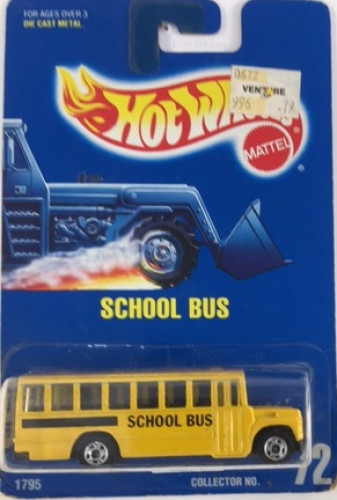 FOR AGES OVER 3
DIE CAST METAL
HOT WHEELS
0672
VENTURE
996 .79
MATTEL
SCHOOL BUS
SCHOOL BUS
1795
COLLECTOR NO.
72